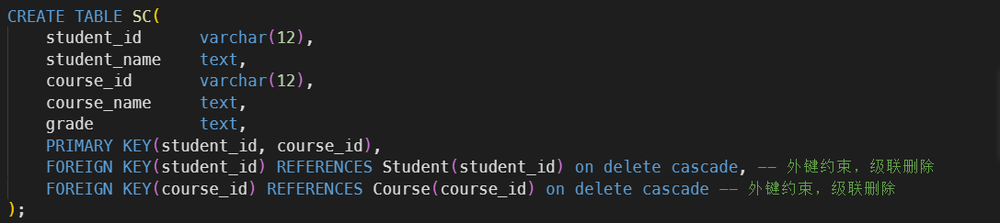 CREATE TABLE SC(
    student_id      varchar(12),
    student_name    text,
    course_id       varchar(12),
    course_name     text,
    grade           text,
    PRIMARY KEY(student_id, course_id),
    FOREIGN KEY(student_id) REFERENCES Student(student_id) on delete cascade, -- 外键约束，级联删除
    FOREIGN KEY(course_id) REFERENCES Course(course_id) on delete cascade -- 外键约束，级联删除
);